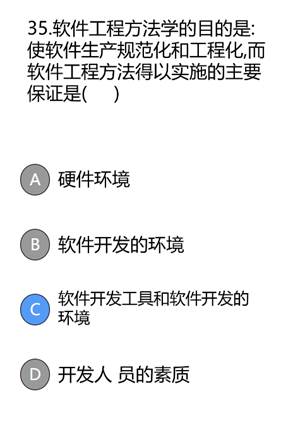 35.软件工程方法学的目的是:
使软件生产规范化和工程化,而
软件工程方法得以实施的主要
保证是( )
A 硬件环境
B 软件开发的环境
C 软件开发工具和软件开发的
环境
D 开发人 员的素质